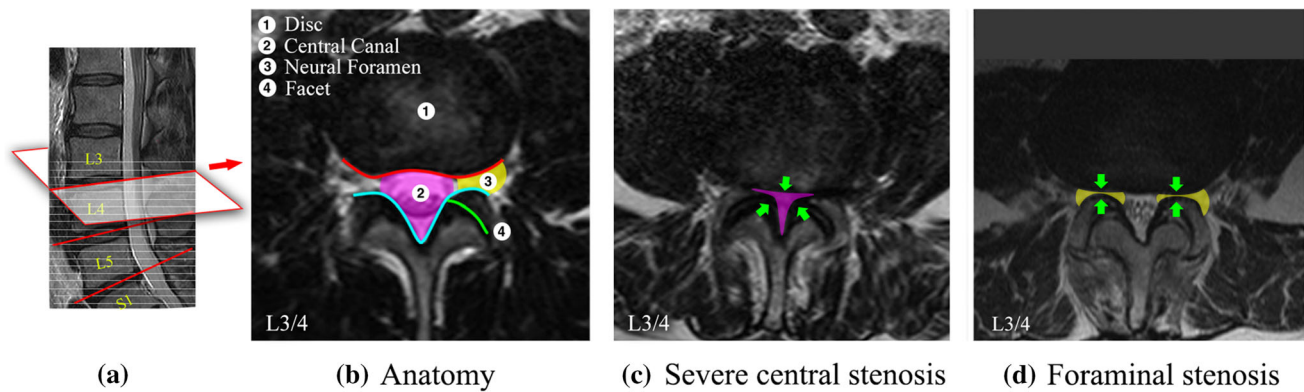 ① Disc
② Central Canal
③ Neural Foramen
④ Facet
L3
L4
L5
S1
1
2
3
4
L3/4
L3/4
L3/4
(a)
(b) Anatomy
(c) Severe central stenosis
(d) Foraminal stenosis